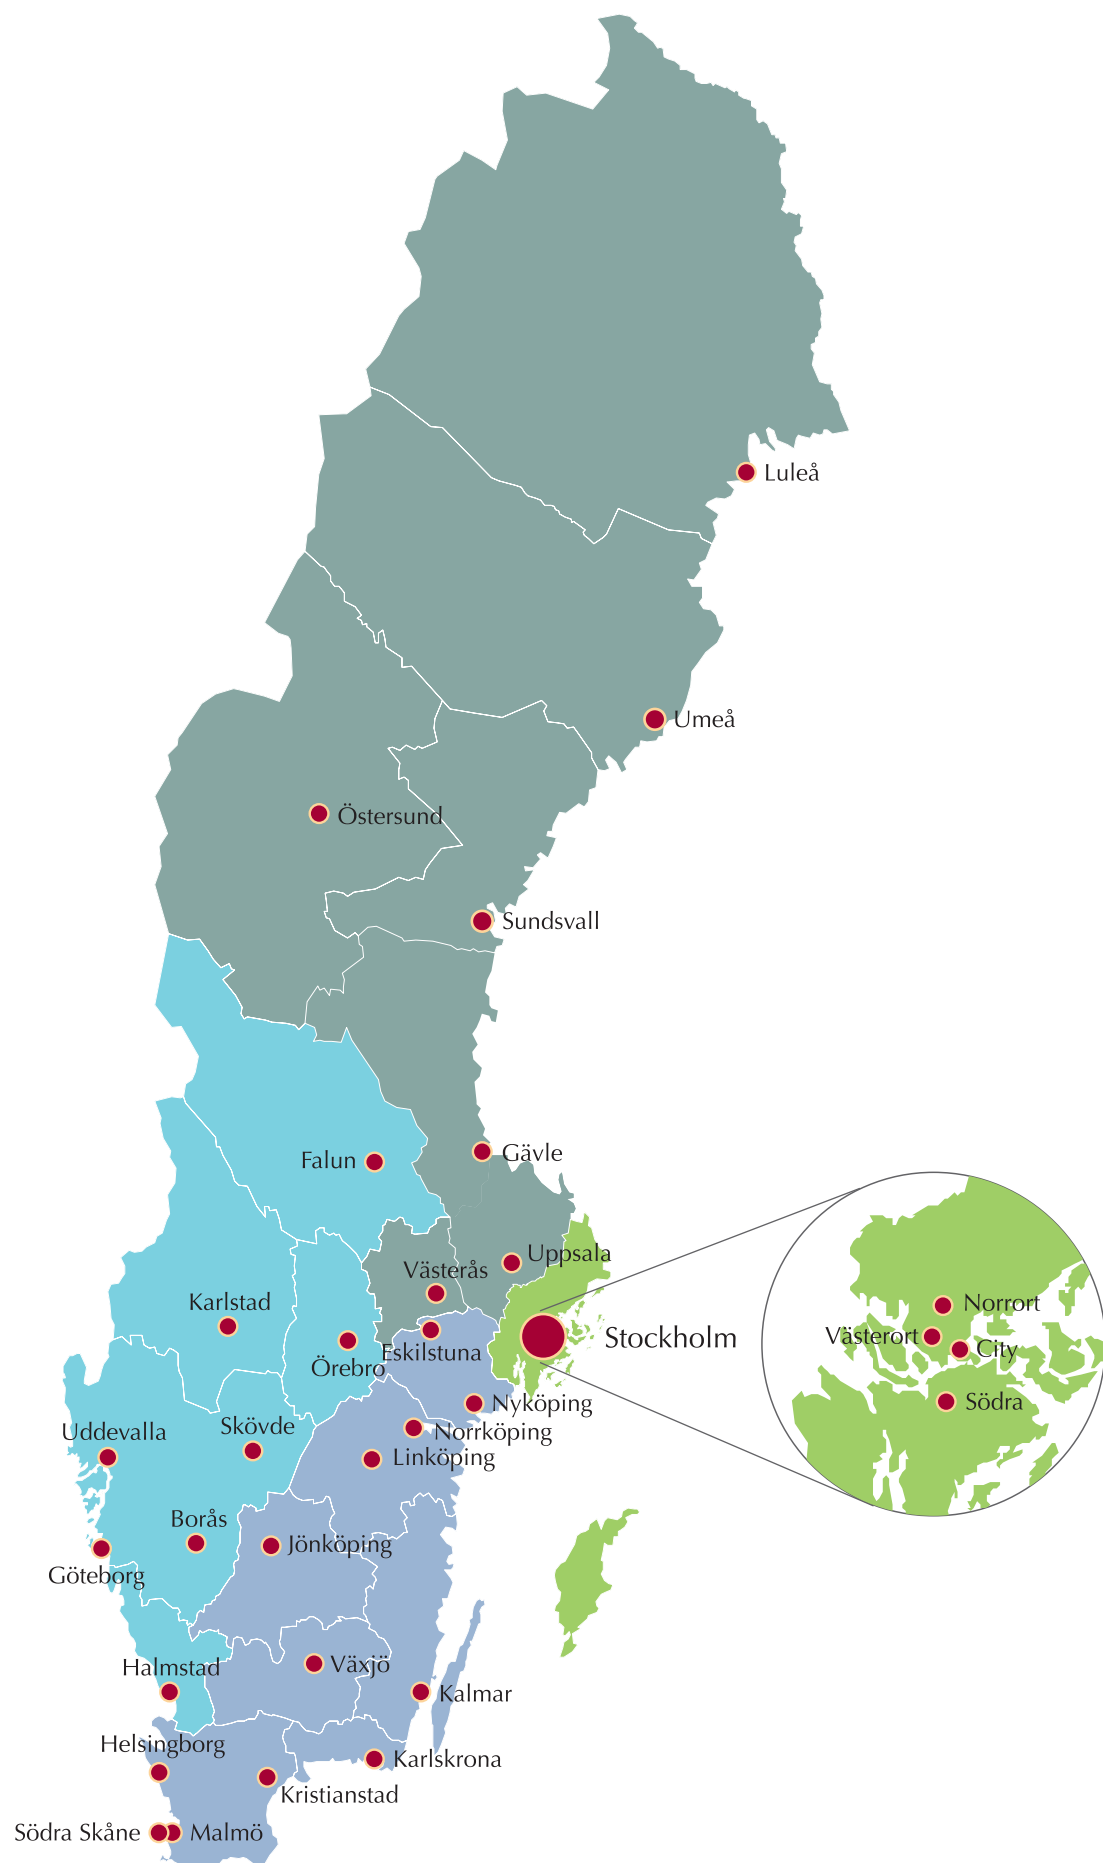 Luleå
Umeå
Östersund
Sundsvall
Gävle
Falun
Uppsala
Västerås
Karlstad
Norrort
Västerort
Stockholm
City
Eskilstuna
Örebro
Södra
Nyköping
Skövde
Uddevalla
Norrköping
Linköping
Borås
Jönköping
Göteborg
Växjö
Halmstad
Kalmar
Helsingborg
Karlskrona
Kristianstad
Södra Skåne
Malmö